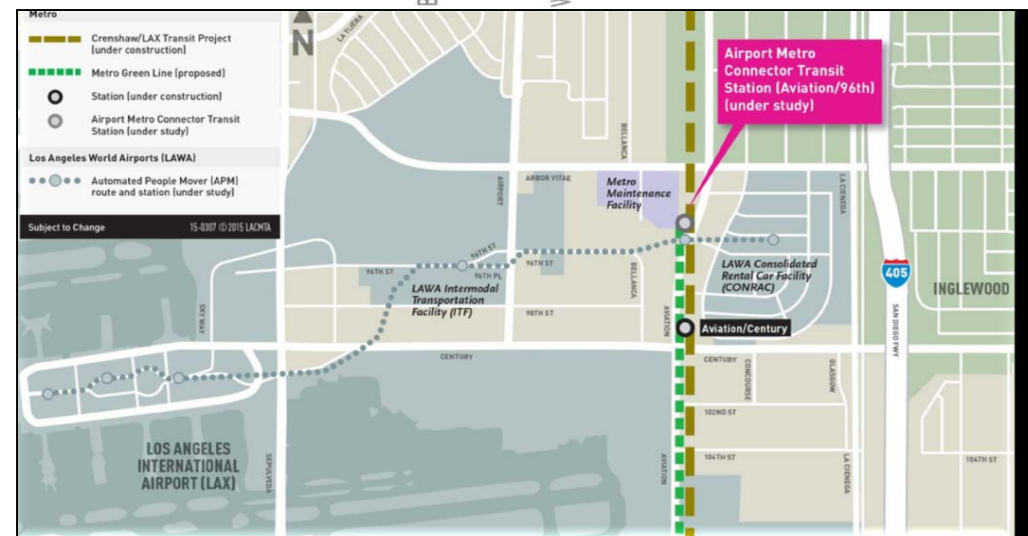 Metro
Crenshaw/LAX Transit Project
(under construction)
Metro Green Line (proposed)
Station (under construction)
Airport Metro Connector Transit
Station (under study)
Los Angeles World Airports (LAWA)
Automated People Mover (APM)
route and station (under study)
Subject to Change
15-0307 ©2015 LACMTA
N
LA TIJERA
Airport Metro
Connector Transit
Station (Aviation/96th)
(under study)
BELLANCA
ARBOR VITAE
AIRPORT
Metro
Maintenance
Facility
LA CIENEGA
96TH ST
96TH ST
96TH PL
96TH ST
LAWA Intermodal
Transportation
Facility (ITF)
BELLANCA
LAWA Consolidated
Rental Car Facility
(CONRAC)
405
INGLEWOOD
SKY WAY
98TH ST
AVIATION
Aviation/Century
SAN DIEGO FWY
CENTURY
CENTURY
CONCOURSE
GLASGOW
102ND ST
LOS ANGELES
INTERNATIONAL
AIRPORT (LAX)
SEPULVEDA
AVIATION
104TH ST
LA CIENEGA
104TH ST